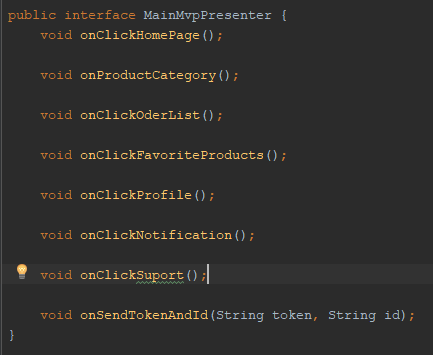 public interface MainMvpPresenter {
void onClickHomePage();
void onProductCategory();
void onClickOderList();
void onClickFavoriteProducts();
void onClickProfile();
void onClickNotification();
void onClickSuport();
void onSendTokenAndId(String token, String id);
}